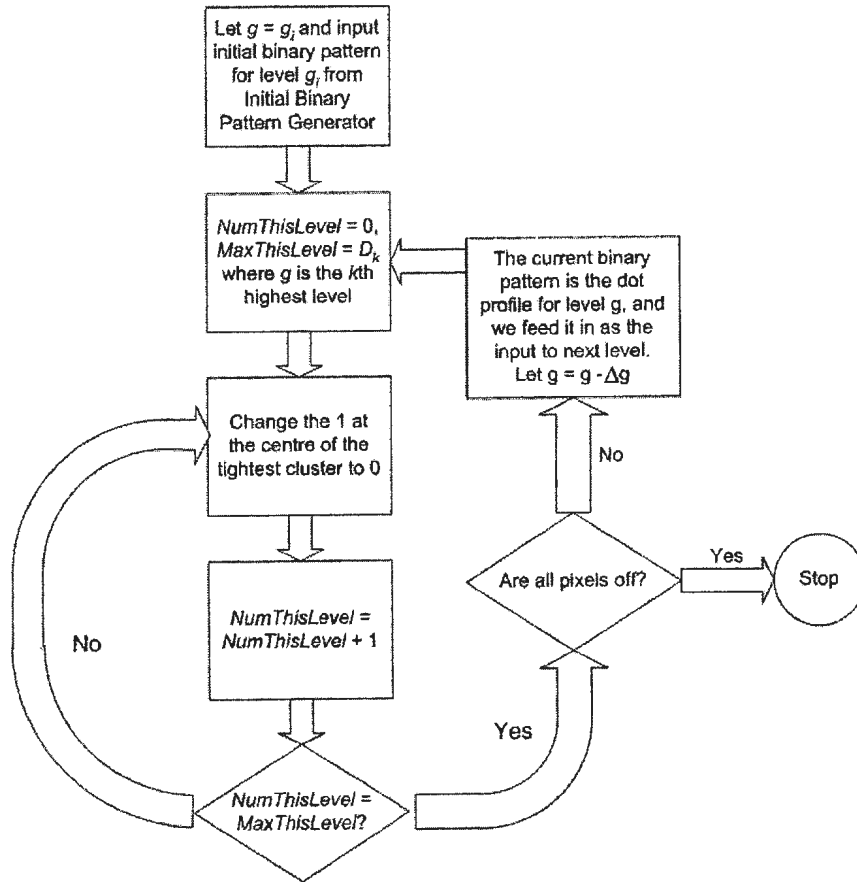 Let g = gᵢ and input
initial binary pattern
for level gᵢ from
Initial Binary
Pattern Generator
NumThisLevel = 0,
MaxThisLevel = Dₖ
where g is the kth
highest level
The current binary
pattern is the dot
profile for level g, and
we feed it in as the
input to next level.
Let g = g - Δg
Change the 1 at
the centre of the
tightest cluster to 0
No
Are all pixels off?
Yes
Stop
NumThisLevel =
NumThisLevel + 1
No
Yes
NumThisLevel =
MaxThisLevel?